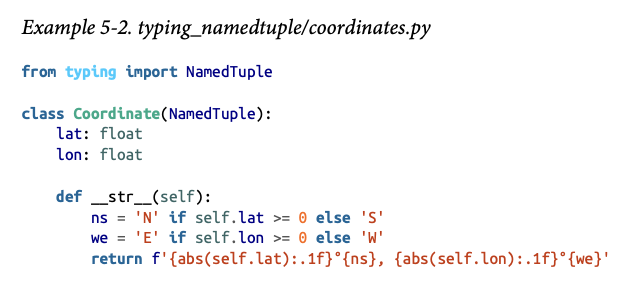 Example 5-2. typing_namedtuple/coordinates.py
from typing import NamedTuple
class Coordinate(NamedTuple):
    lat: float
    lon: float
    def __str__(self):
        ns = 'N' if self.lat >= 0 else 'S'
        we = 'E' if self.lon >= 0 else 'W'
        return f'{abs(self.lat):.1f}°{ns}, {abs(self.lon):.1f}°{we}'